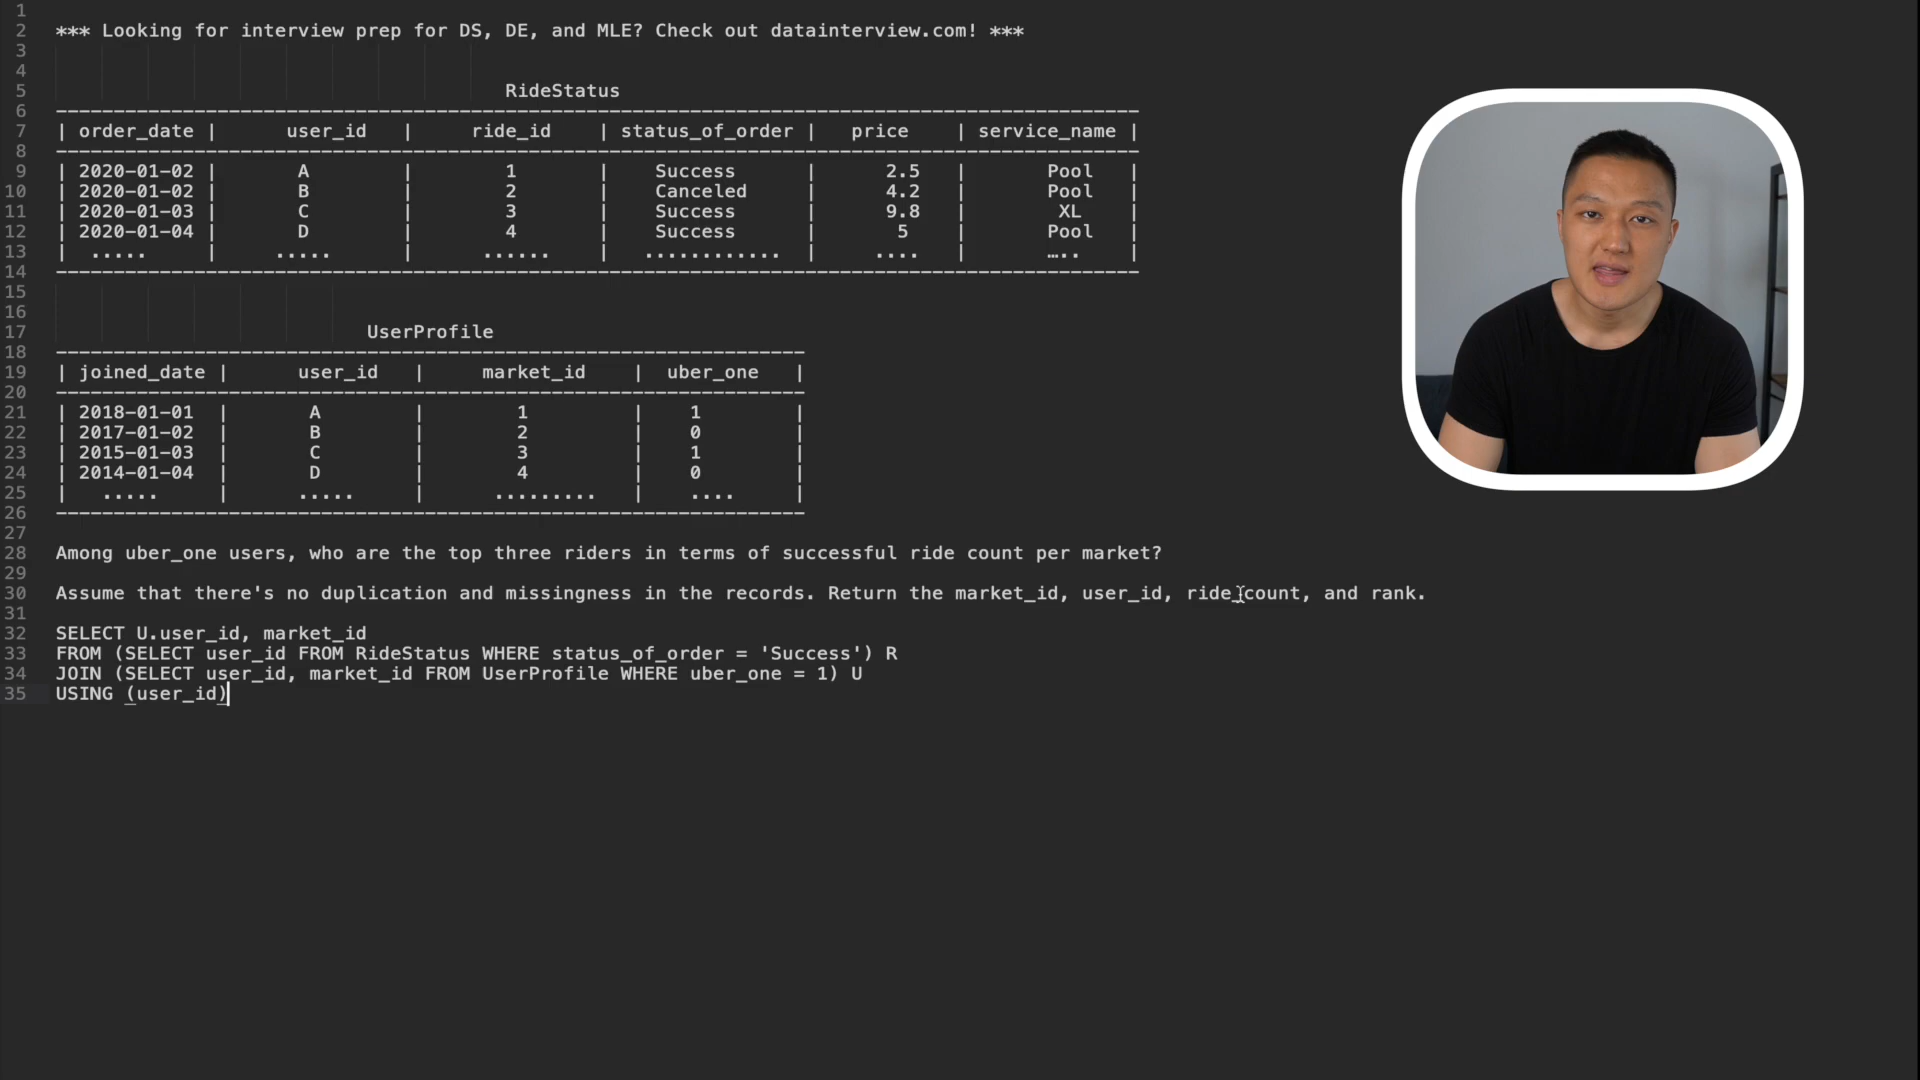 1
2 *** Looking for interview prep for DS, DE, and MLE? Check out datainterview.com! ***
3
4
5 RideStatus
6 ----------------------------------------------------------------------------------------------
7 | order_date | user_id | ride_id | status_of_order | price | service_name |
8 ----------------------------------------------------------------------------------------------
9 | 2020-01-02 | A | 1 | Success | 2.5 | Pool |
10 | 2020-01-02 | B | 2 | Canceled | 4.2 | Pool |
11 | 2020-01-03 | C | 3 | Success | 9.8 | XL |
12 | 2020-01-04 | D | 4 | Success | 5 | Pool |
13 | ..... | ..... | ...... | ............ | .... | ..... |
14 ----------------------------------------------------------------------------------------------
15
16
17 UserProfile
18 -----------------------------------------------------------------
19 | joined_date | user_id | market_id | uber_one |
20 -----------------------------------------------------------------
21 | 2018-01-01 | A | 1 | 1 |
22 | 2017-01-02 | B | 2 | 0 |
23 | 2015-01-03 | C | 3 | 1 |
24 | 2014-01-04 | D | 4 | 0 |
25 | ..... | ..... | ......... | .... |
26 -----------------------------------------------------------------
27
28 Among uber_one users, who are the top three riders in terms of successful ride count per market?
29
30 Assume that there's no duplication and missingness in the records. Return the market_id, user_id, ride_count, and rank.
31
32 SELECT U.user_id, market_id
33 FROM (SELECT user_id FROM RideStatus WHERE status_of_order = 'Success') R
34 JOIN (SELECT user_id, market_id FROM UserProfile WHERE uber_one = 1) U
35 USING (user_id)